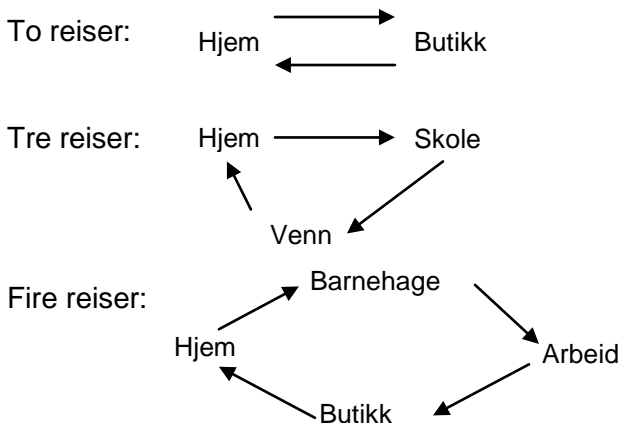 To reiser: Hjem Butikk
Tre reiser: Hjem Skole
Venn
Barnehage
Fire reiser:
Hjem Arbeid
Butikk